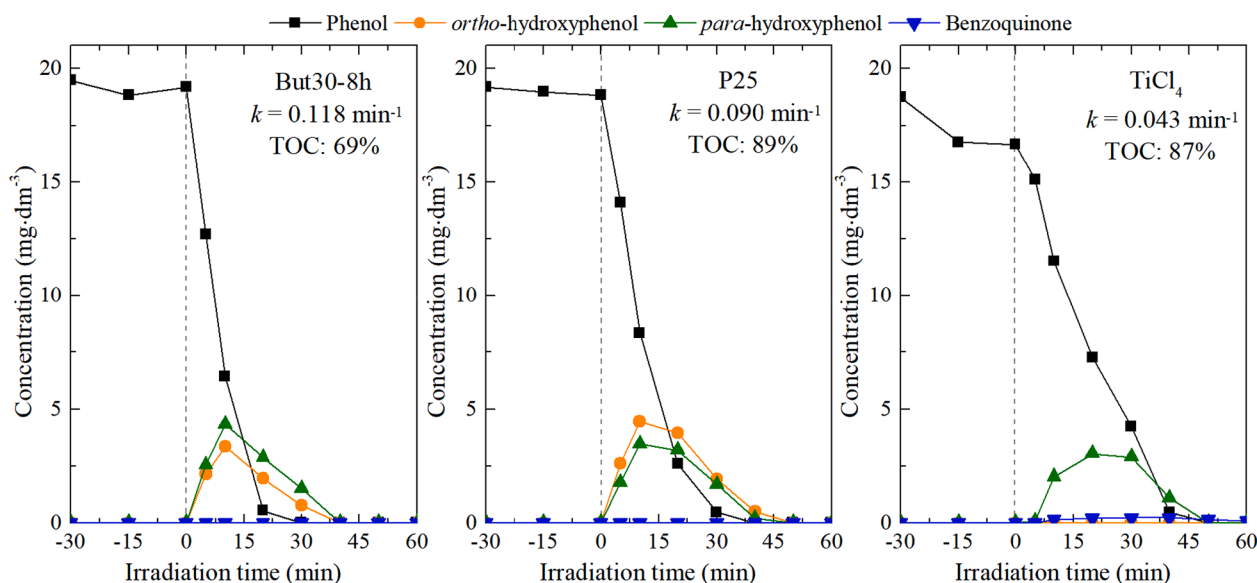 Phenol ortho-hydroxyphenol para-hydroxyphenol Benzoquinone
But30-8h
k = 0.118 min⁻¹
TOC: 69%
Concentration (mg·dm⁻³)
20
15
10
5
0
-30 -15 0 15 30 45 60
Irradiation time (min)
P25
k = 0.090 min⁻¹
TOC: 89%
Concentration (mg·dm⁻³)
20
15
10
5
0
-30 -15 0 15 30 45 60
Irradiation time (min)
TiCl₄
k = 0.043 min⁻¹
TOC: 87%
Concentration (mg·dm⁻³)
20
15
10
5
0
-30 -15 0 15 30 45 60
Irradiation time (min)